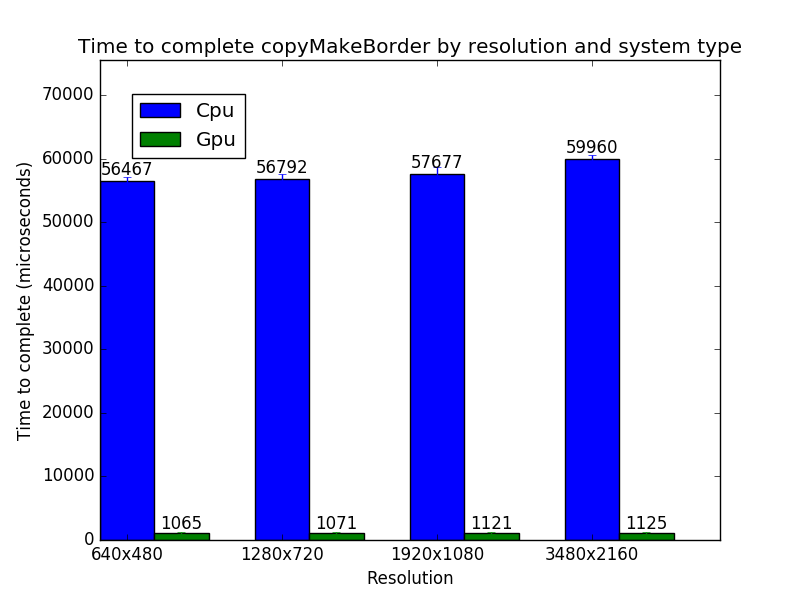 Time to complete copyMakeBorder by resolution and system type
70000
Cpu
Gpu
60000
56467
56792
57677
59960
50000
40000
30000
20000
10000
0
1065
1071
1121
1125
Time to complete (microseconds)
640x480
1280x720
1920x1080
3480x2160
Resolution